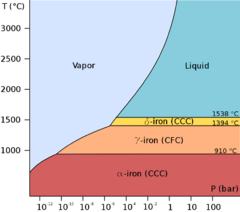 T (°C)
3000
Vapor
Liquid
2500
2000
1500
1538 °C
δ-iron (CCC)
1394 °C
γ-iron (CFC)
1000
910 °C
α-iron (CCC)
P (bar)
1
100